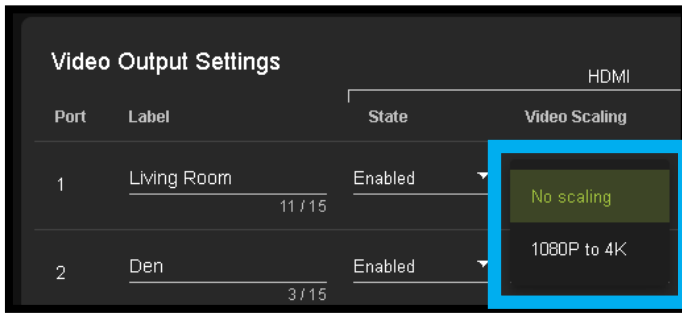 Video Output Settings
HDMI
Port Label State Video Scaling
1 Living Room Enabled No scaling
11 / 15
1080P to 4K
2 Den Enabled
3 / 15